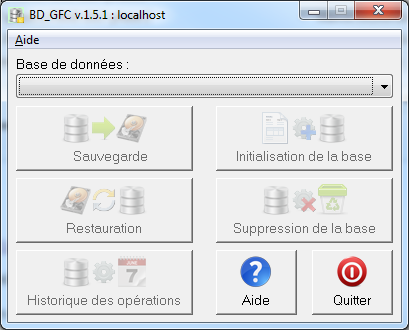 BD_GFC v.1.5.1 : localhost
Aide
Base de données :
Sauvegarde
Initialisation de la base
Restauration
Suppression de la base
7
Historique des opérations
Aide
Quitter